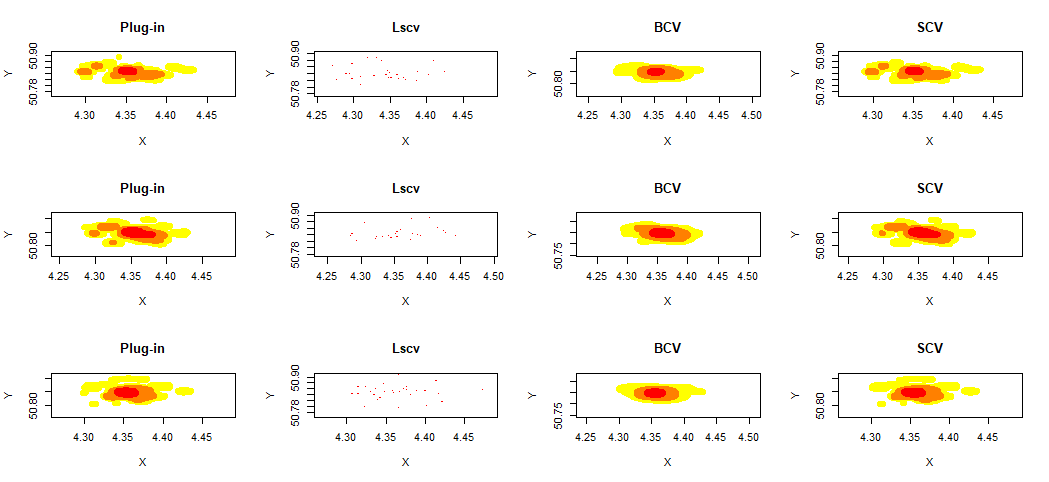 Plug-in Lscv BCV SCV
Y 50.78 50.90 Y 50.78 50.90 Y 50.80 Y 50.78 50.90
4.30 4.35 4.40 4.45 4.25 4.30 4.35 4.40 4.45 4.25 4.30 4.35 4.40 4.45 4.50 4.30 4.35 4.40 4.45
X X X X
Plug-in Lscv BCV SCV
Y 50.80 Y 50.78 50.90 Y 50.75 Y 50.80
4.25 4.30 4.35 4.40 4.45 4.25 4.30 4.35 4.40 4.45 4.50 4.25 4.30 4.35 4.40 4.45 4.50 4.25 4.30 4.35 4.40 4.45
X X X X
Plug-in Lscv BCV SCV
Y 50.80 Y 50.78 50.90 Y 50.75 Y 50.80
4.30 4.35 4.40 4.45 4.30 4.35 4.40 4.45 4.25 4.30 4.35 4.40 4.45 4.50 4.30 4.35 4.40 4.45
X X X X